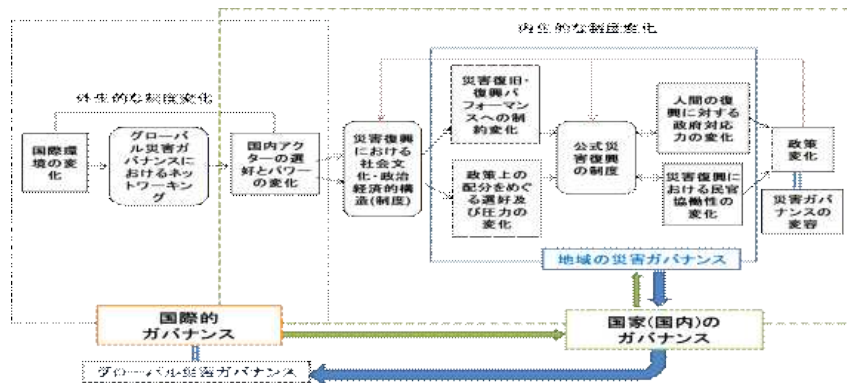 内生的な制度変化
外生的な制度変化
国際環
境の変
化
グローバ
ル災害ガ
バナンスに
おけるネッ
トワーキン
グ
国内アク
ターの選
好とパワー
の変化
災害復興
における
社会文
化・政治
経済的構
造(制度)
災害復旧・
復興パ
フォーマン
スへの制
約変化
政策上の
配分をめぐ
る選好及
び圧力の
変化
公式災
害復興
の制度
人間の復
興に対する
政府対応
力の変化
災害復興に
おける民官
協働性の
変化
政策
変化
災害ガバ
ナンスの変
容
地域の災害ガバナンス
国際的
ガバナンス
国家(国内)の
ガバナンス
グローバル災害ガバナンス